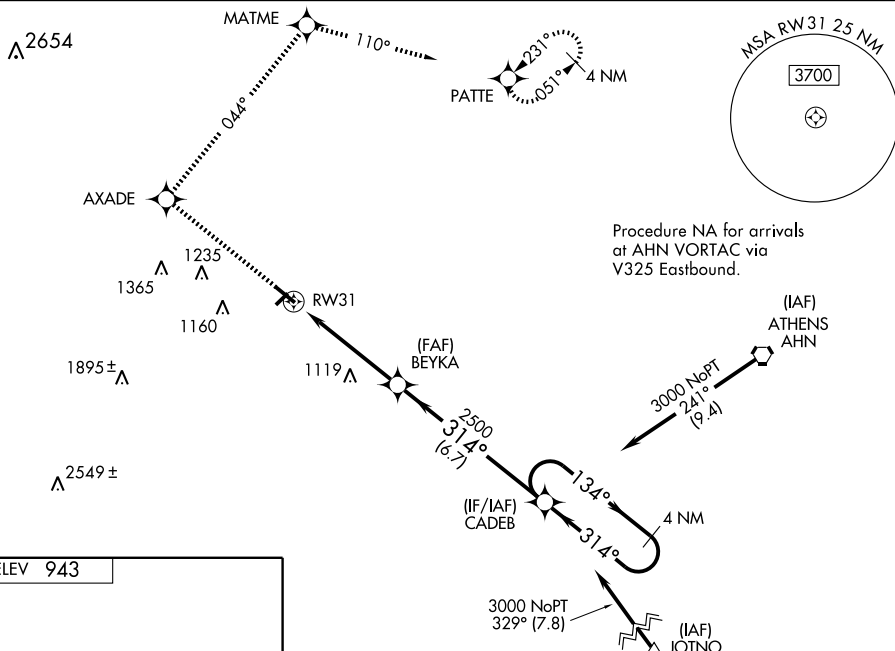 MATME
2654
110°
231°
051°
4 NM
PATTE
MSA RW31 25 NM
3700
044°
AXADE
Procedure NA for arrivals
at AHN VORTAC via
V325 Eastbound.
1235
1365
RW31
1160
(IAF)
ATHENS
AHN
(FAF)
BEYKA
1119
1895±
3000 NoPT
241°
(9.4)
2500
314°
(6.7)
2549±
134°
(IF/IAF)
CADEB
4 NM
314°
ELEV 943
3000 NoPT
329° (7.8)
(IAF)
JOTNO